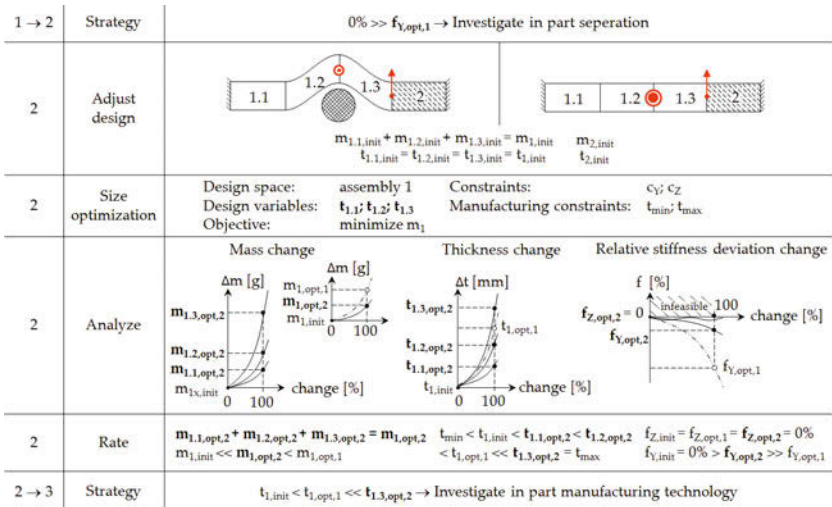 1 → 2 Strategy 0% >> f_Y,opt,1 → Investigate in part seperation
1.1 1.2 1.3 2 1.1 1.2 1.3 2
2 Adjust design
m_1.1,init + m_1.2,init + m_1.3,init = m_1,init m_2,init
t_1.1,init = t_1.2,init = t_1.3,init = t_1,init t_2,init
2 Size optimization
Design space: assembly 1 Constraints: c_Y; c_Z
Design variables: t_1.1; t_1.2; t_1.3 Manufacturing constraints: t_min; t_max
Objective: minimize m_1
2 Analyze
Mass change
Δm [g]
m_1.3,opt,2
m_1.2,opt,2
m_1.1,opt,2
m_1x,init
0 100
change [%]
Δm [g]
m_1,opt,1
m_1,opt,2
m_1,init
0 100
change [%]
Thickness change
Δt [mm]
t_1.3,opt,2
t_1,opt,1
t_1.2,opt,2
t_1.1,opt,2
t_1,init
0 100
change [%]
Relative stiffness deviation change
f [%]
infeasible 100
f_Z,opt,2 = 0
change [%]
f_Y,opt,2
f_Y,opt,1
2 Rate
m_1.1,opt,2 + m_1.2,opt,2 + m_1.3,opt,2 = m_1,opt,2 t_min < t_1,init < t_1.1,opt,2 < t_1.2,opt,2 f_Z,init = f_Z,opt,1 = f_Z,opt,2 = 0%
m_1,init << m_1,opt,2 < m_1,opt,1 < t_1,opt,1 << t_1.3,opt,2 = t_max f_Y,init = 0% > f_Y,opt,2 >> f_Y,opt,1
2 → 3 Strategy t_1,init < t_1,opt,1 << t_1.3,opt,2 → Investigate in part manufacturing technology